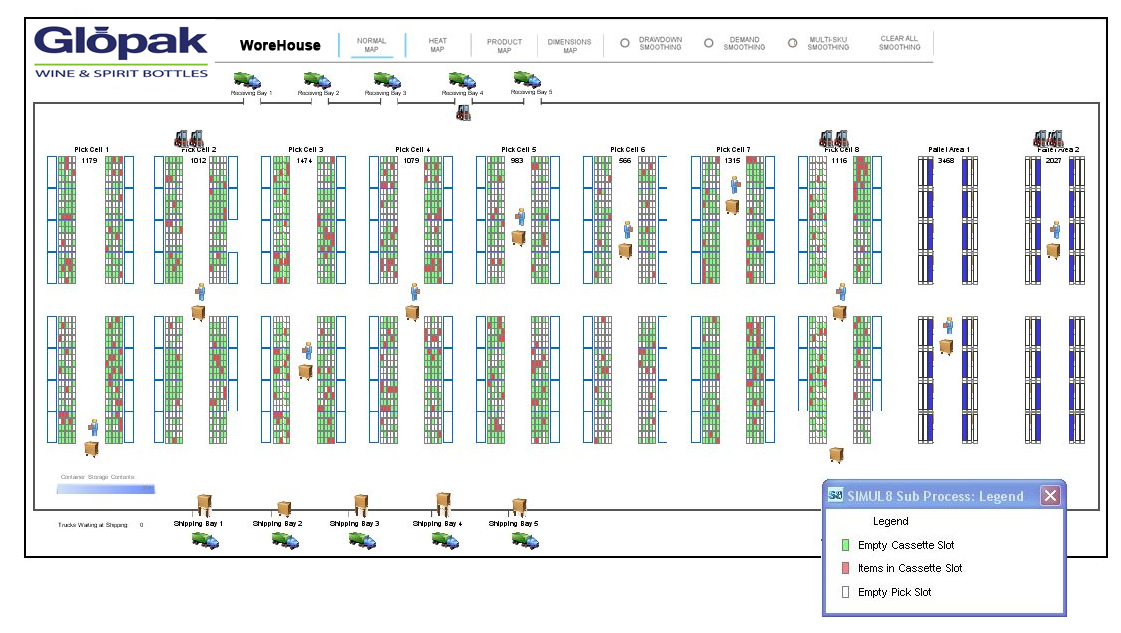 Glópak
WINE & SPIRIT BOTTLES
WoreHouse
NORMAL MAP
HEAT MAP
PRODUCT MAP
DIMENSIONS MAP
DRAWDOWN SMOOTHING
DEMAND SMOOTHING
MULTI-SKU SMOOTHING
CLEAR ALL SMOOTHING
Receiving Bay 1
Receiving Bay 2
Receiving Bay 3
Receiving Bay 4
Receiving Bay 5
Pick Cell 1
1179
Pick Cell 2
1012
Pick Cell 3
1474
Pick Cell 4
1079
Pick Cell 5
983
Pick Cell 6
566
Pick Cell 7
1315
Pick Cell 8
1116
Pallet Area 1
3468
Pallet Area 2
2027
Container Storage Contents
Trucks Waiting at Shipping: 0
Shipping Bay 1
Shipping Bay 2
Shipping Bay 3
Shipping Bay 4
Shipping Bay 5
SIMUL8 Sub Process: Legend
Legend
Empty Cassette Slot
Items in Cassette Slot
Empty Pick Slot